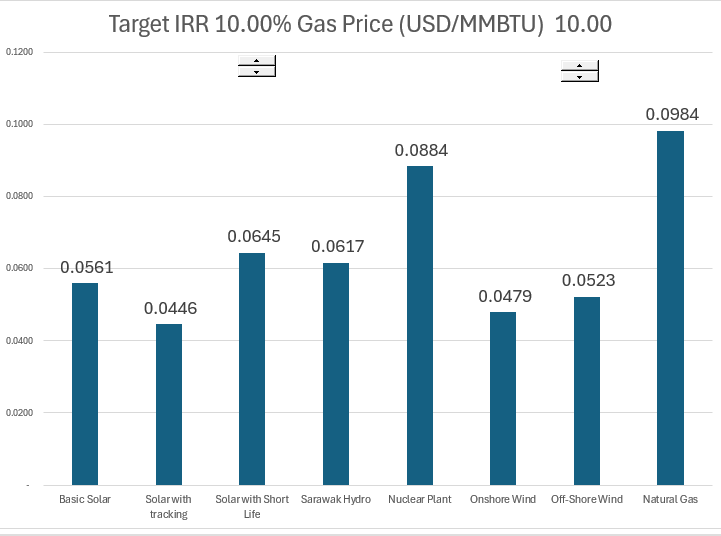 Target IRR 10.00% Gas Price (USD/MMBTU)  10.00
0.1200
0.1000
0.0800
0.0600
0.0400
0.0200
-
0.0561
0.0446
0.0645
0.0617
0.0884
0.0479
0.0523
0.0984
Basic Solar
Solar with
tracking
Solar with Short
Life
Sarawak Hydro
Nuclear Plant
Onshore Wind
Off-Shore Wind
Natural Gas